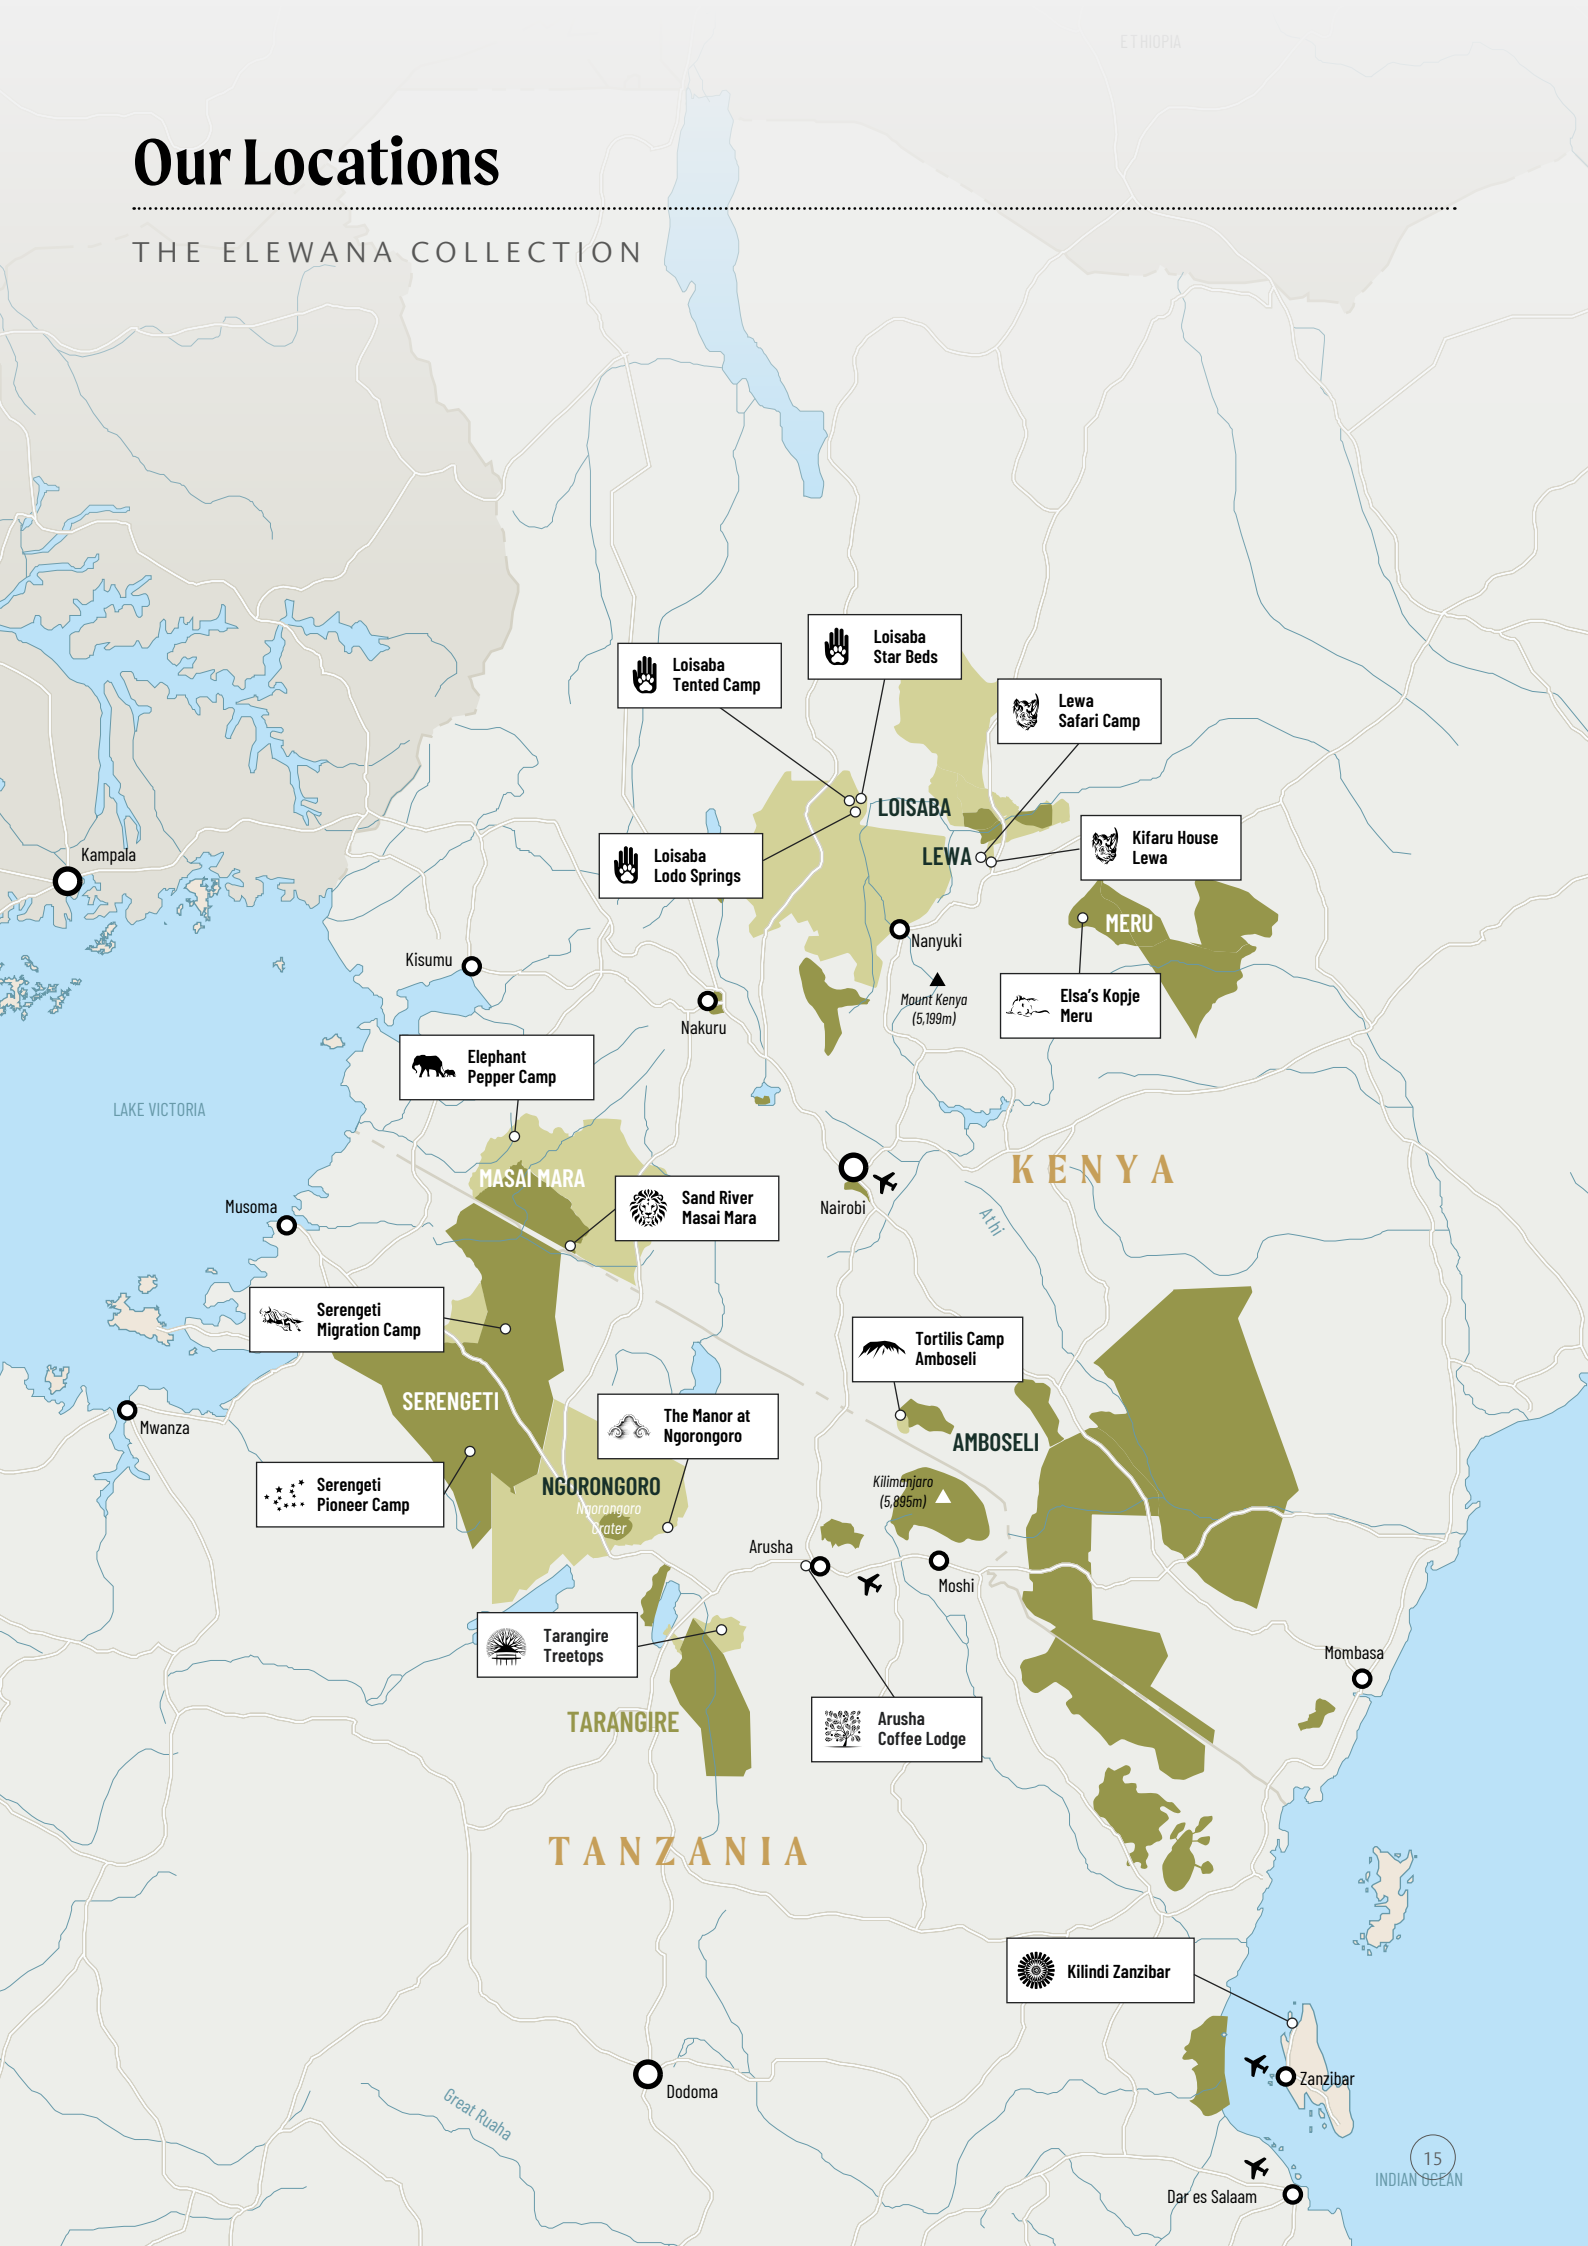 ETHIOPIA
Our Locations
THE ELEWANA COLLECTION
Loisaba
Star Beds
Loisaba
Tented Camp
Lewa
Safari Camp
LOISABA
Kifaru House
Lewa
Loisaba
Lodo Springs
LEWA
Kampala
MERU
Nanyuki
Kisumu
Mount Kenya
(5,199m)
Elsa's Kopje
Meru
Nakuru
Elephant
Pepper Camp
LAKE VICTORIA
KENYA
MASAI MARA
Sand River
Masai Mara
Musoma
Nairobi
Athi
Serengeti
Migration Camp
Tortilis Camp
Amboseli
SERENGETI
The Manor at
Ngorongoro
Mwanza
AMBOSELI
Serengeti
Pioneer Camp
NGORONGORO
Ngorongoro
Crater
Kilimanjaro
(5,895m)
Arusha
Moshi
Tarangire
Treetops
Mombasa
TARANGIRE
Arusha
Coffee Lodge
TANZANIA
Kilindi Zanzibar
Zanzibar
Dodoma
Great Ruaha
15
INDIAN OCEAN
Dar es Salaam